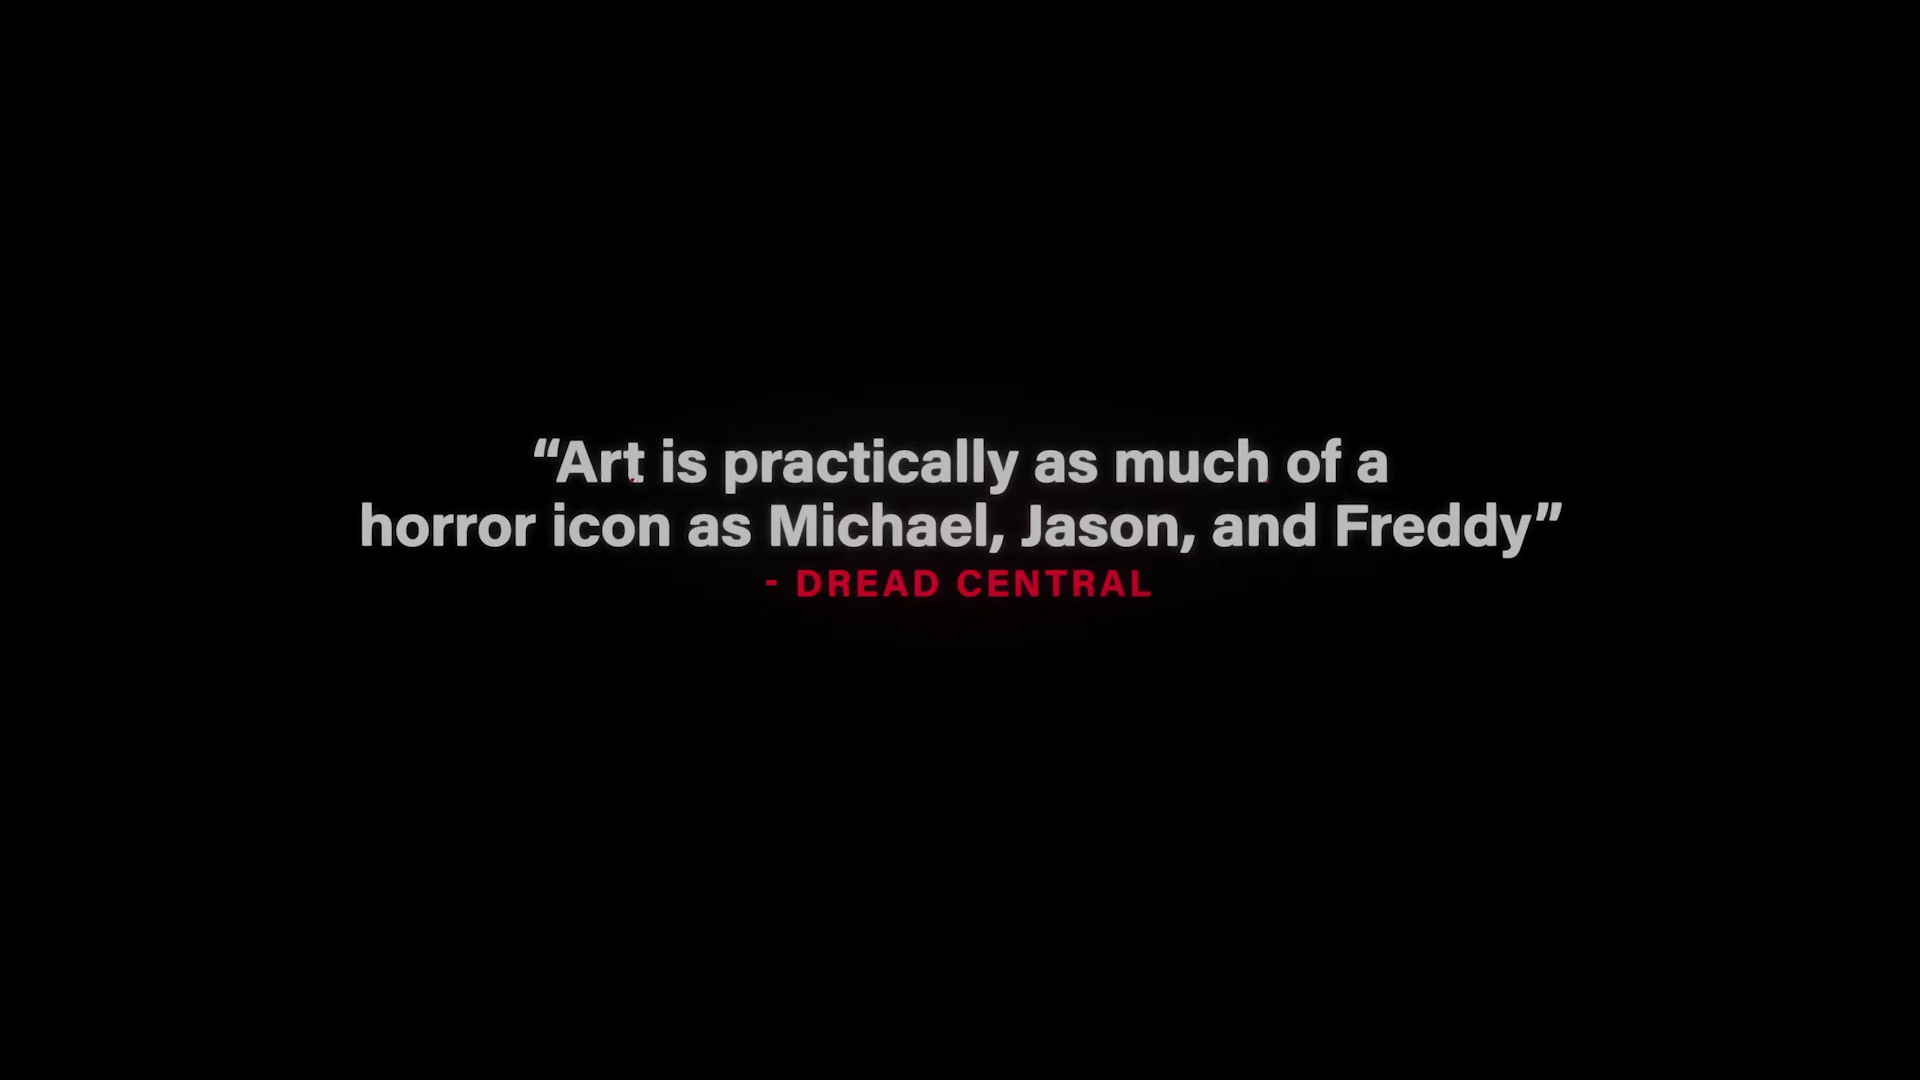 “Art is practically as much of a
horror icon as Michael, Jason, and Freddy”
- DREAD CENTRAL